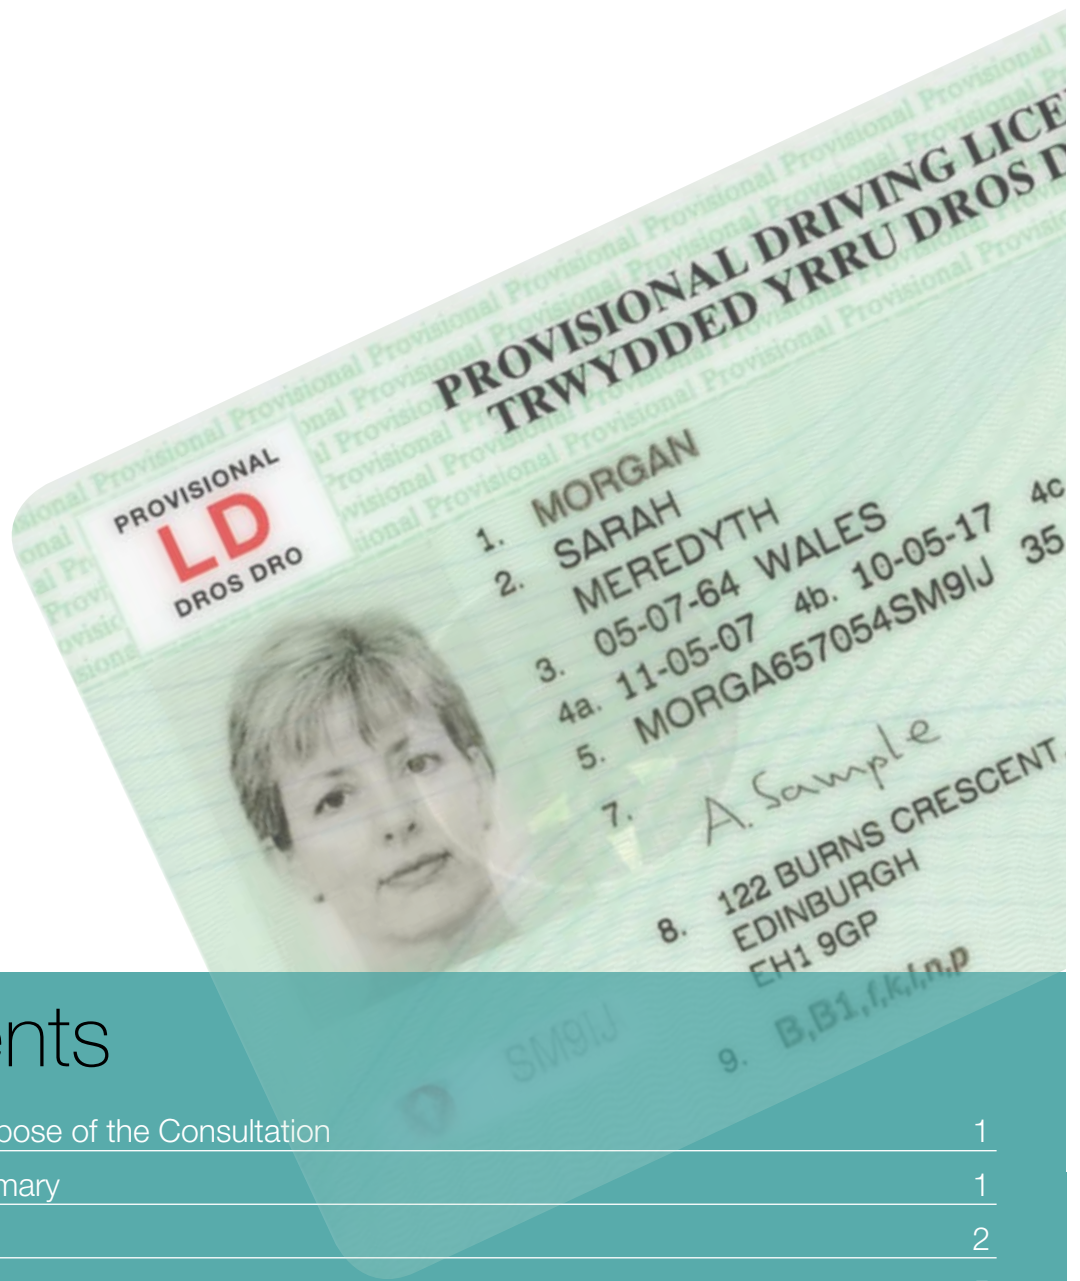 PROVISIONAL DRIVING LICE
TRWYDDED YRRU DROS D
PROVISIONAL
LD
DROS DRO
1. MORGAN
2. SARAH
MEREDYTH
3. 05-07-64 WALES
4a. 11-05-07 4b. 10-05-17 4c
5. MORGA657054SM9IJ 35
7. A. Sample
8. 122 BURNS CRESCENT
EDINBURGH
EH1 9GP
9. B,B1,f,k,l,n,p
SM9IJ
ents
pose of the Consultation 1
mary 1
2